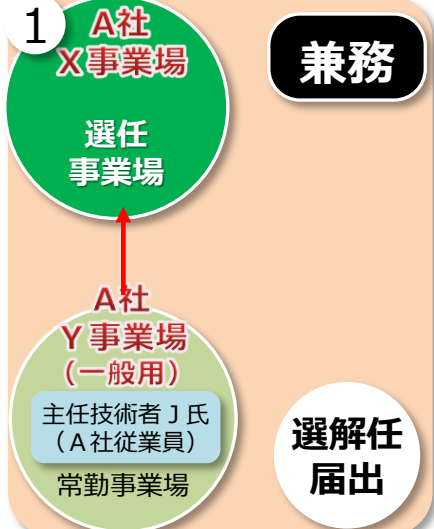 1
A社
X事業場
選任
事業場
兼務
A社
Y事業場
（一般用）
主任技術者J氏
（A社従業員）
常勤事業場
選解任
届出